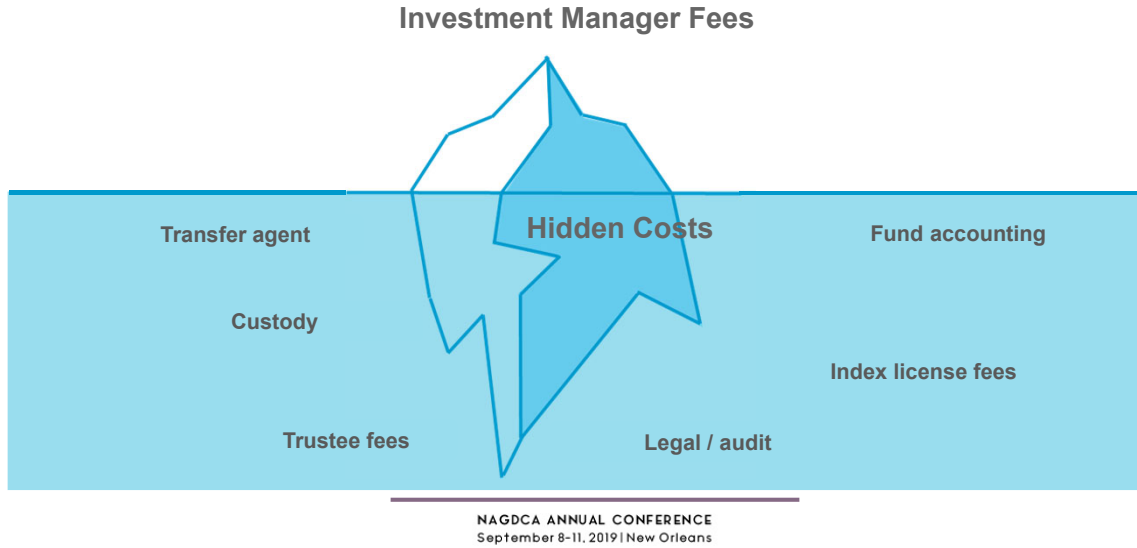 Investment Manager Fees
Hidden Costs
Transfer agent
Fund accounting
Custody
Index license fees
Trustee fees
Legal / audit
NAGDCA ANNUAL CONFERENCE
September 8-11, 2019 | New Orleans